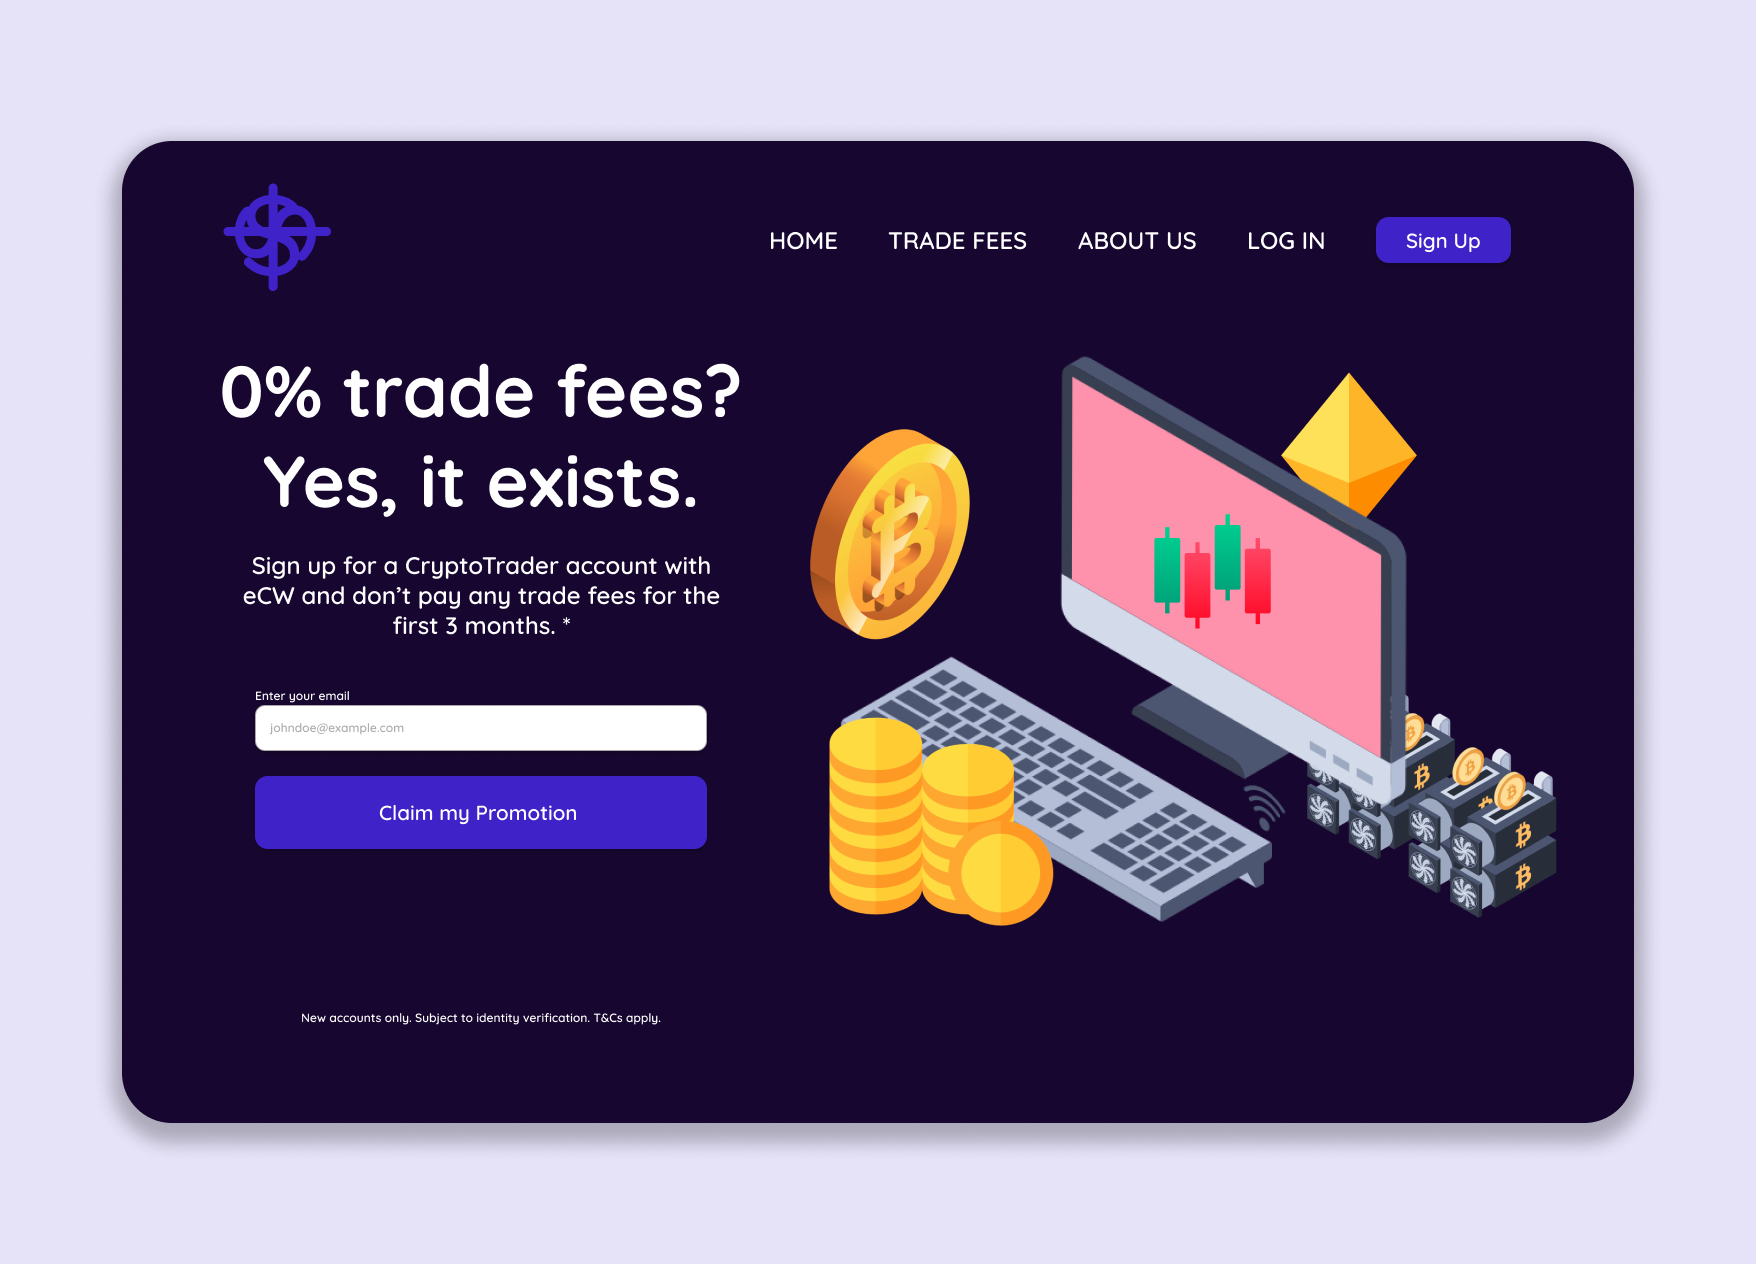 HOME TRADE FEES ABOUT US LOG IN Sign Up
0% trade fees?
Yes, it exists.
Sign up for a CryptoTrader account with
eCW and don’t pay any trade fees for the
first 3 months. *
Enter your email
johndoe@example.com
Claim my Promotion
New accounts only. Subject to identity verification. T&Cs apply.